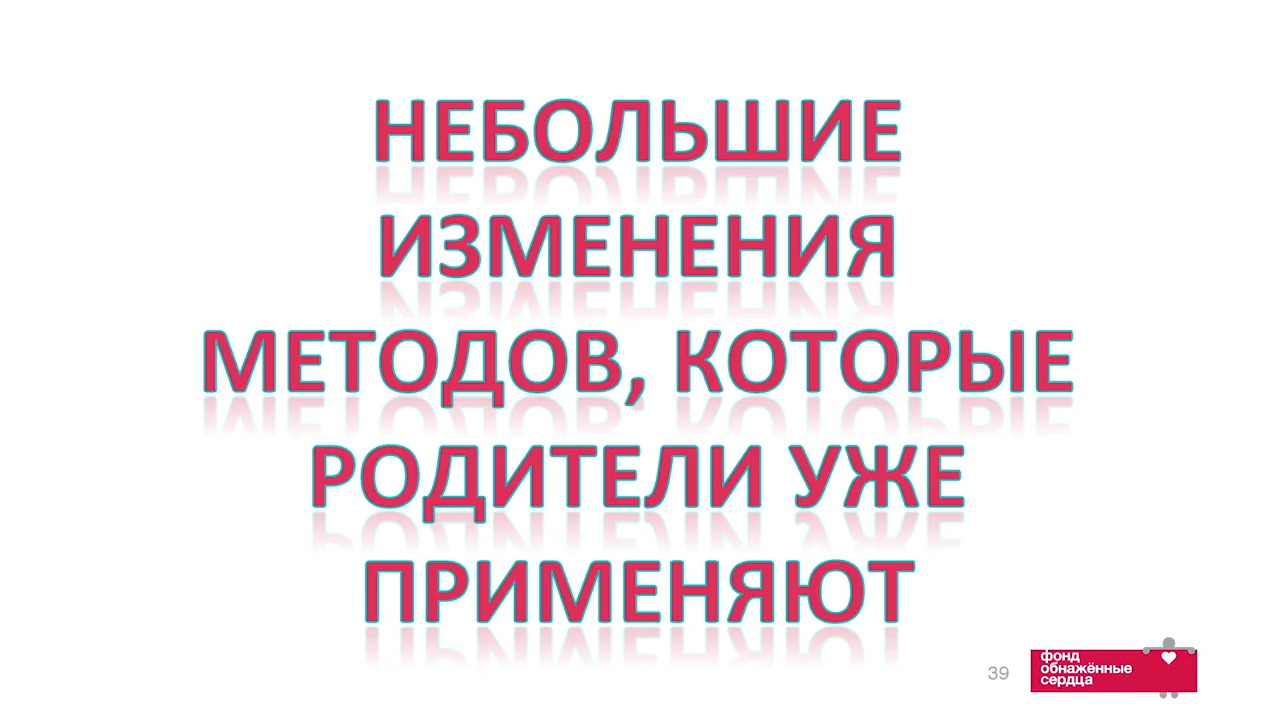 НЕБОЛЬШИЕ
ИЗМЕНЕНИЯ
МЕТОДОВ, КОТОРЫЕ
РОДИТЕЛИ УЖЕ
ПРИМЕНЯЮТ
39
фонд
обнажённые
сердца